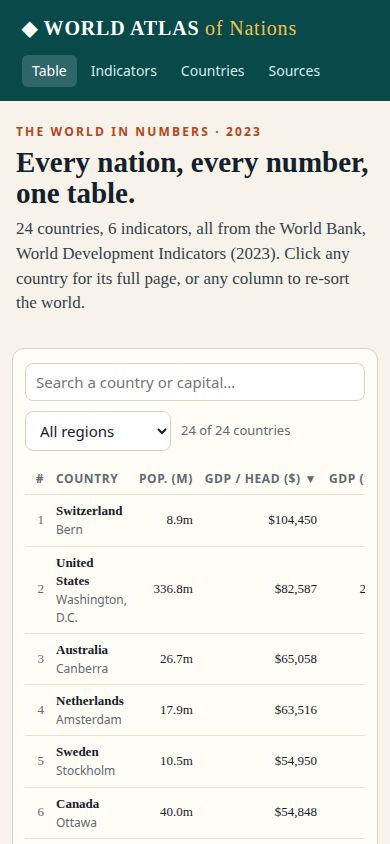 ◆ WORLD ATLAS of Nations
Table Indicators Countries Sources
THE WORLD IN NUMBERS · 2023
Every nation, every number,
one table.
24 countries, 6 indicators, all from the World Bank,
World Development Indicators (2023). Click any
country for its full page, or any column to re-sort
the world.
Search a country or capital...
All regions 24 of 24 countries
# COUNTRY POP. (M) GDP / HEAD ($) ▼ GDP (
1 Switzerland 8.9m $104,450
Bern
United
States
2 336.8m $82,587 2
Washington,
D.C.
3 Australia 26.7m $65,058
Canberra
4 Netherlands 17.9m $63,516
Amsterdam
5 Sweden 10.5m $54,950
Stockholm
6 Canada 40.0m $54,848
Ottawa